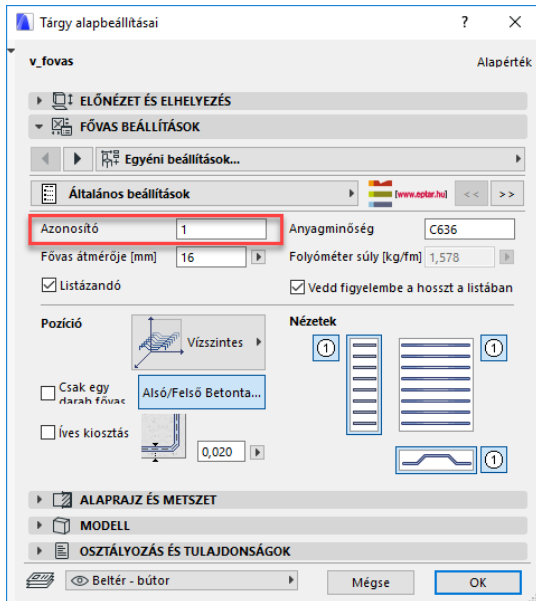 Tárgy alapbeállításai ? ×
v_fovas Alapérték
ELŐNÉZET ÉS ELHELYEZÉS
FŐVAS BEÁLLÍTÁSOK
Egyéni beállítások...
Általános beállítások [www.eptar.hu] << >>
Azonosító 1 Anyagminőség C636
Fővas átmérője [mm] 16 Folyóméter súly [kg/fm] 1,578
Listázandó Vedd figyelembe a hosszt a listában
Pozíció Nézetek
Vízszintes 1 1
Csak egy
darab fővas Alsó/Felső Betonta...
Íves kiosztás
0,020 1
ALAPRAJZ ÉS METSZET
MODELL
OSZTÁLYOZÁS ÉS TULAJDONSÁGOK
Beltér - bútor Mégse OK